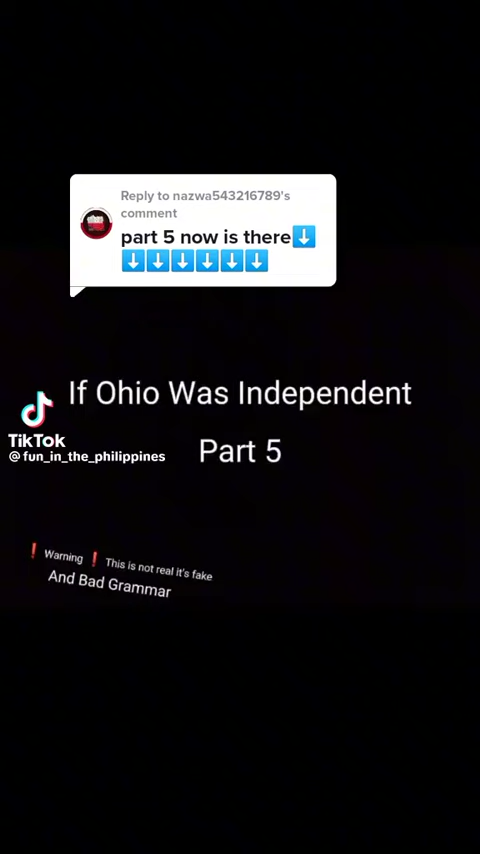 Reply to nazwa543216789's
comment
part 5 now is there⬇️
⬇️⬇️⬇️⬇️⬇️⬇️
If Ohio Was Independent
Part 5
TikTok
@fun_in_the_philippines
❗ Warning ❗ This is not real it's fake
And Bad Grammar